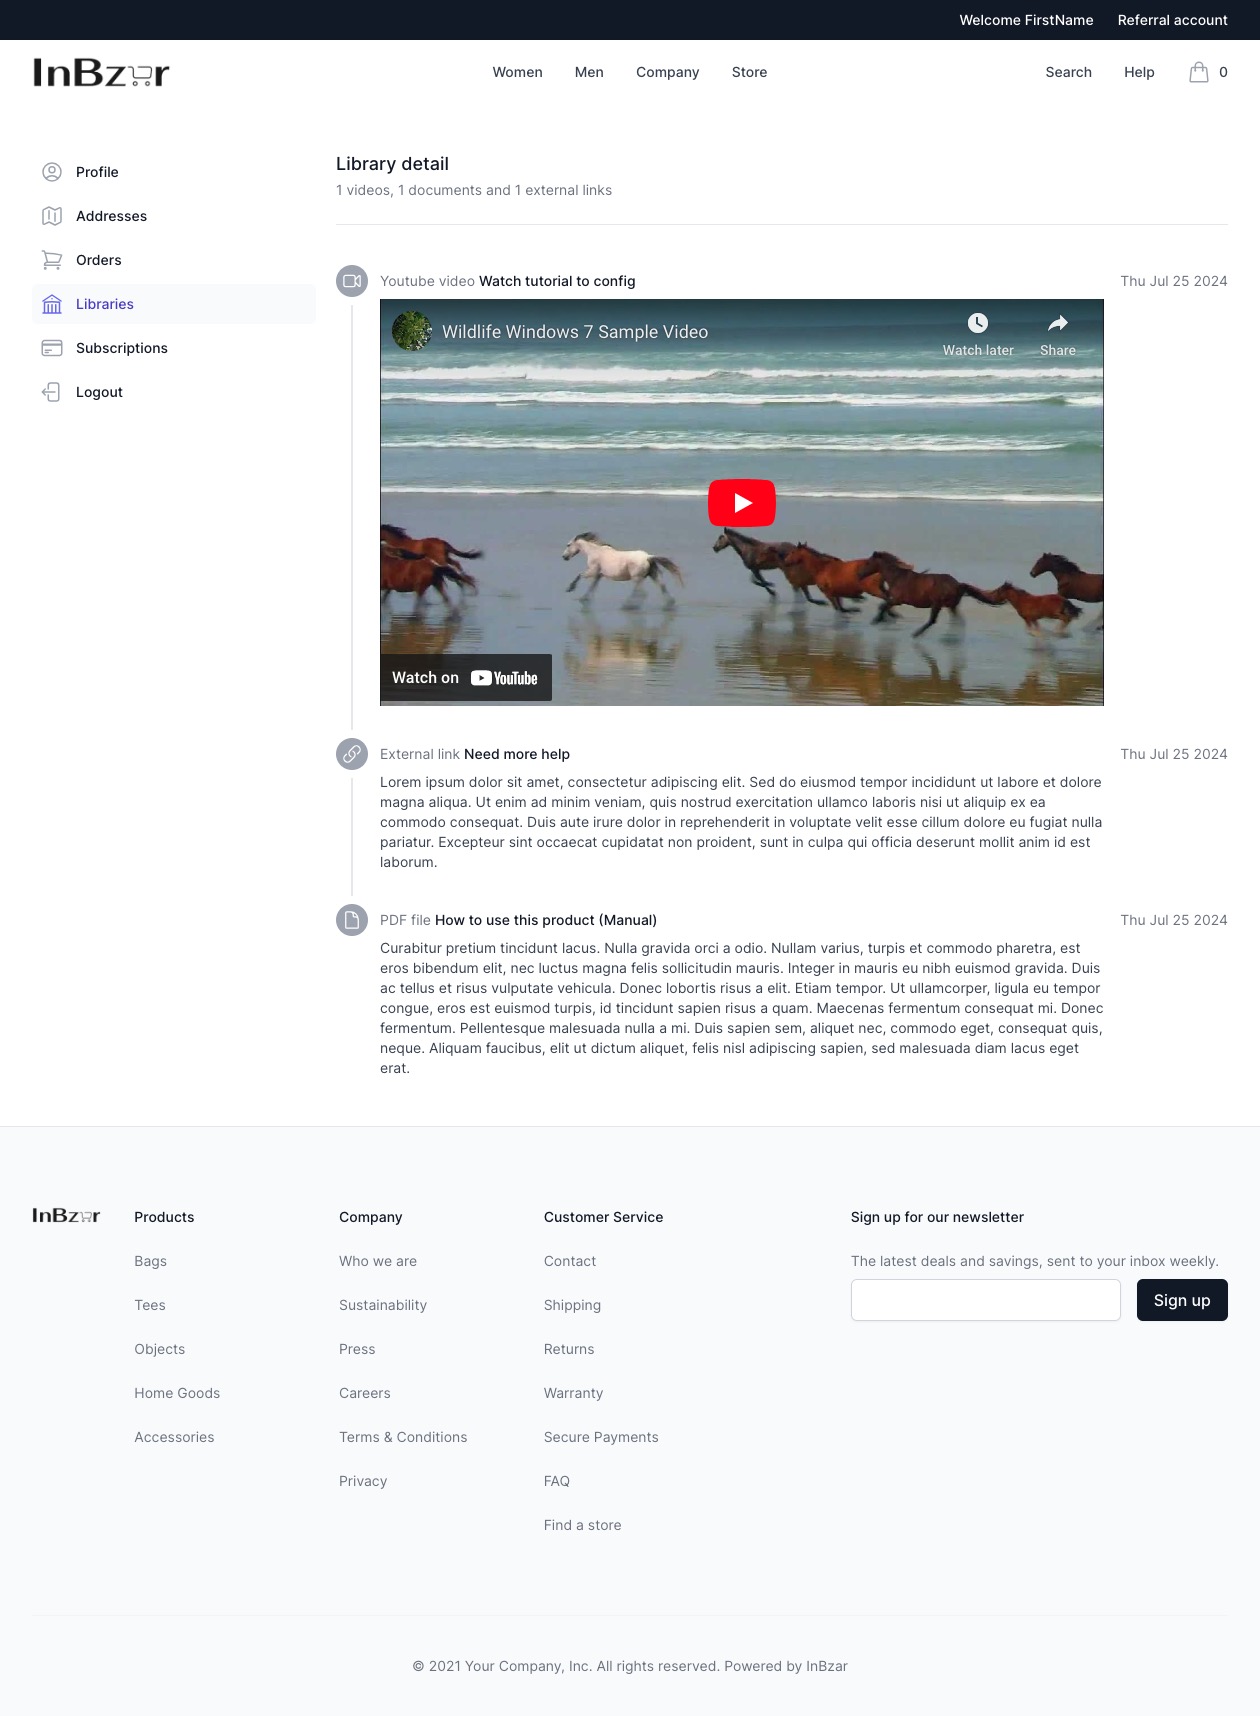 Welcome FirstName Referral account
InBzar Women Men Company Store Search Help 0
Profile
Addresses
Orders
Libraries
Subscriptions
Logout
Library detail
1 videos, 1 documents and 1 external links
Youtube video Watch tutorial to config Thu Jul 25 2024
Wildlife Windows 7 Sample Video
Watch later Share
Watch on YouTube
External link Need more help Thu Jul 25 2024
Lorem ipsum dolor sit amet, consectetur adipiscing elit. Sed do eiusmod tempor incididunt ut labore et dolore
magna aliqua. Ut enim ad minim veniam, quis nostrud exercitation ullamco laboris nisi ut aliquip ex ea
commodo consequat. Duis aute irure dolor in reprehenderit in voluptate velit esse cillum dolore eu fugiat nulla
pariatur. Excepteur sint occaecat cupidatat non proident, sunt in culpa qui officia deserunt mollit anim id est
laborum.
PDF file How to use this product (Manual) Thu Jul 25 2024
Curabitur pretium tincidunt lacus. Nulla gravida orci a odio. Nullam varius, turpis et commodo pharetra, est
eros bibendum elit, nec luctus magna felis sollicitudin mauris. Integer in mauris eu nibh euismod gravida. Duis
ac tellus et risus vulputate vehicula. Donec lobortis risus a elit. Etiam tempor. Ut ullamcorper, ligula eu tempor
congue, eros est euismod turpis, id tincidunt sapien risus a quam. Maecenas fermentum consequat mi. Donec
fermentum. Pellentesque malesuada nulla a mi. Duis sapien sem, aliquet nec, commodo eget, consequat quis,
neque. Aliquam faucibus, elit ut dictum aliquet, felis nisl adipiscing sapien, sed malesuada diam lacus eget
erat.
InBzar
Products
Bags
Tees
Objects
Home Goods
Accessories
Company
Who we are
Sustainability
Press
Careers
Terms & Conditions
Privacy
Customer Service
Contact
Shipping
Returns
Warranty
Secure Payments
FAQ
Find a store
Sign up for our newsletter
The latest deals and savings, sent to your inbox weekly.
Sign up
© 2021 Your Company, Inc. All rights reserved. Powered by InBzar